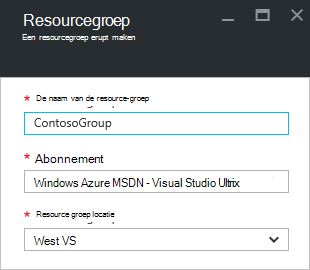 Resourcegroep
Een resourcegroep erupt maken
* De naam van de resource-groep
ContosoGroup
* Abonnement
Windows Azure MSDN - Visual Studio Ultrix
* Resource groep locatie
West VS